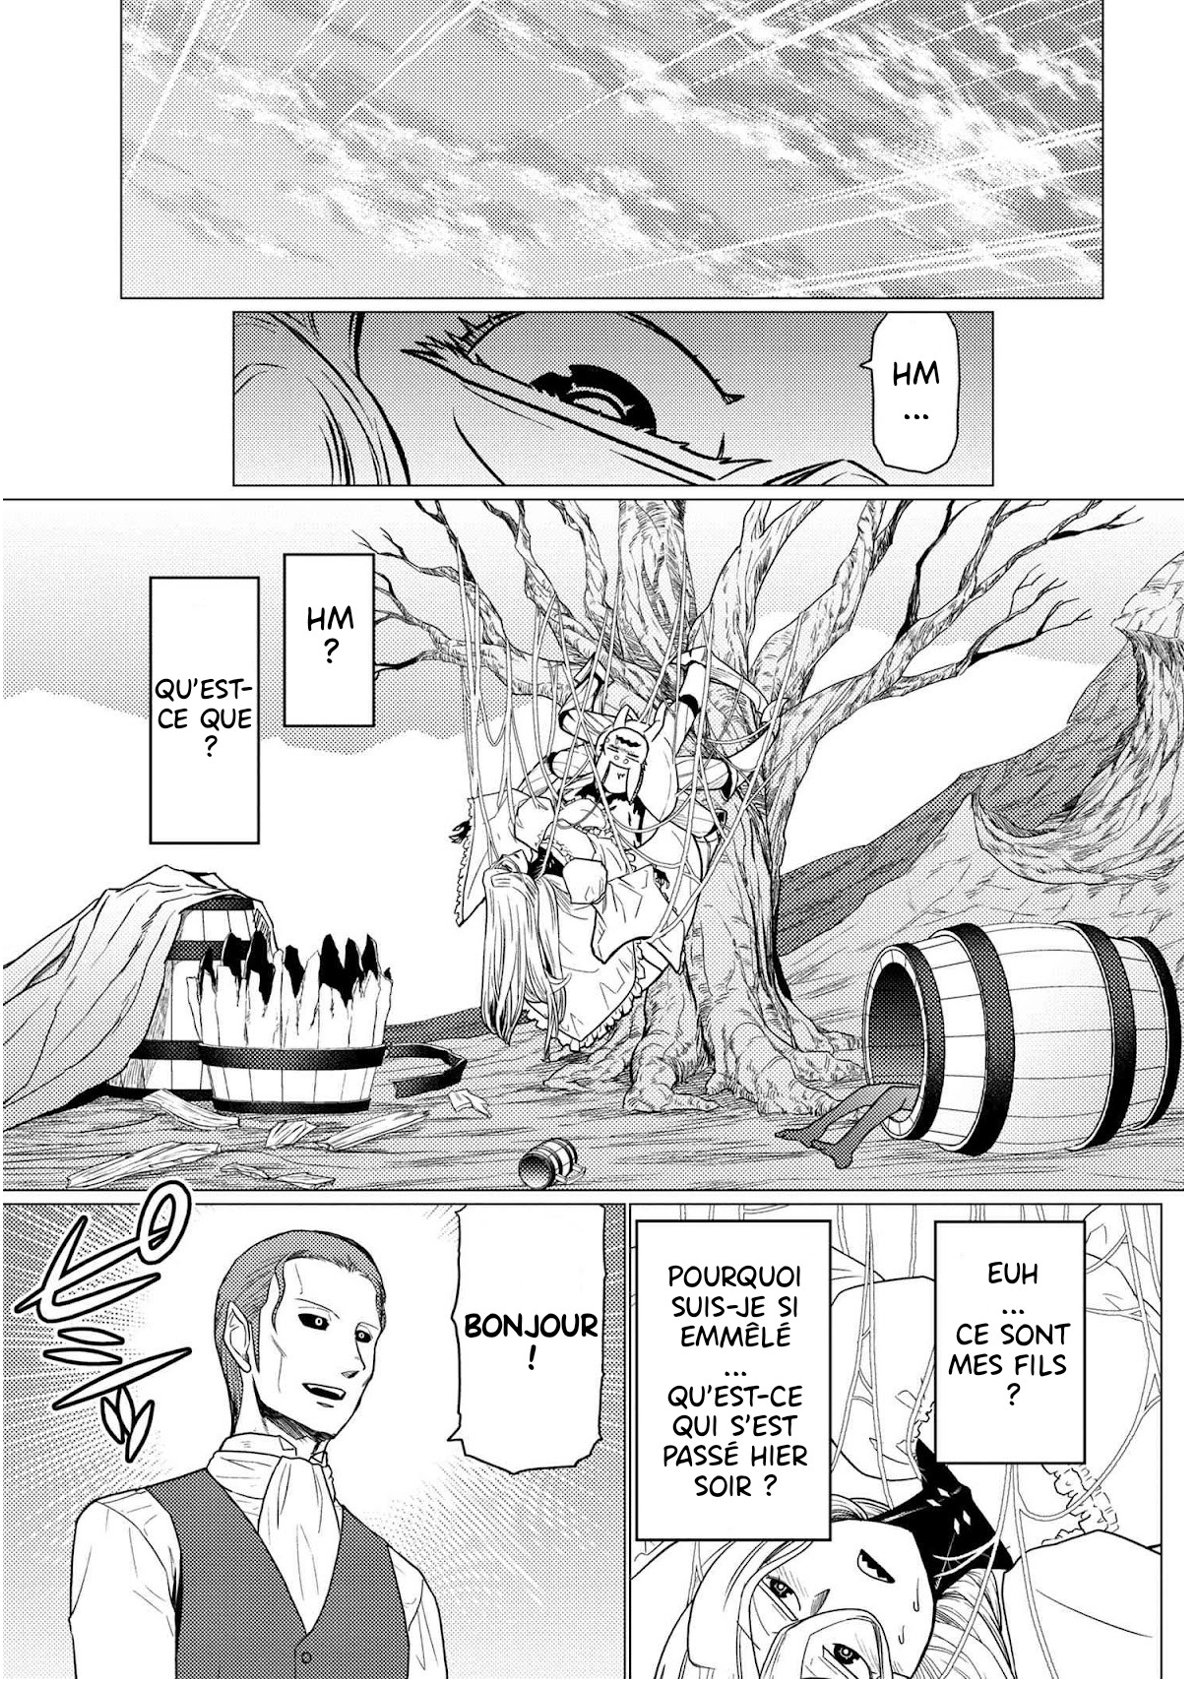 HM
...
HM
?
QU'EST-
CE QUE
?
EUH
...
CE SONT
MES FILS
?
POURQUOI
SUIS-JE SI
EMMÊLÉ
...
QU'EST-CE
QUI S'EST
PASSÉ HIER
SOIR ?
BONJOUR
!